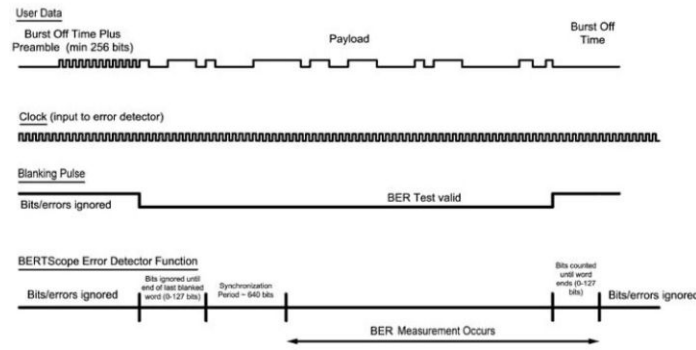 User Data
Burst Off Time Plus
Preamble (min 256 bits)
Payload
Burst Off
Time
Clock (input to error detector)
Blanking Pulse
Bits/errors ignored
BER Test valid
BERTScope Error Detector Function
Bits/errors ignored
Bits ignored until
end of last blanked
word (0-127 bits)
Synchronization
Period ~ 640 bits
Bits counted
until word
ends (0-127
bits)
Bits/errors ignored
BER Measurement Occurs